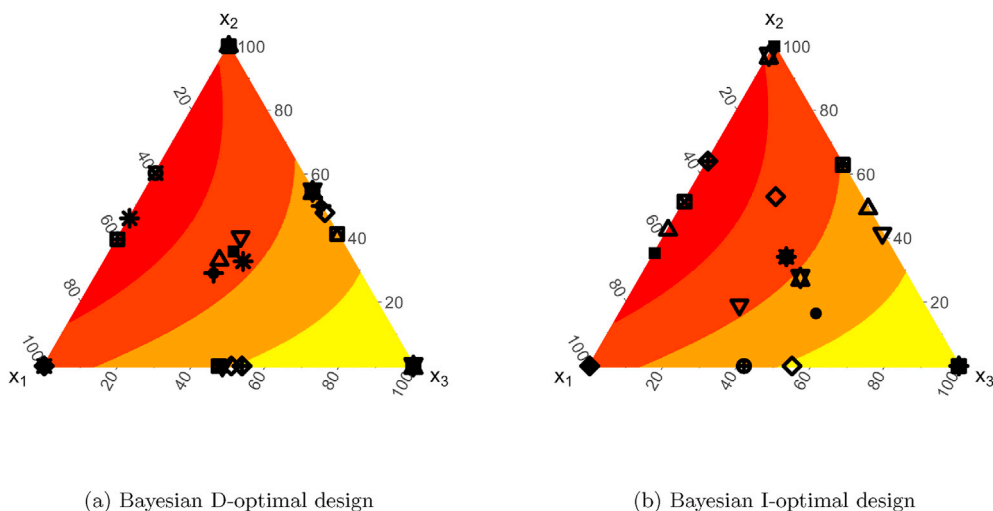 x₂ x₂
100 100
20 80 20 80
40 60 40 60
60 40 60 40
80 20 80 20
100 100
x₁ 20 40 60 80 100 x₃ x₁ 20 40 60 80 100 x₃
(a) Bayesian D-optimal design (b) Bayesian I-optimal design